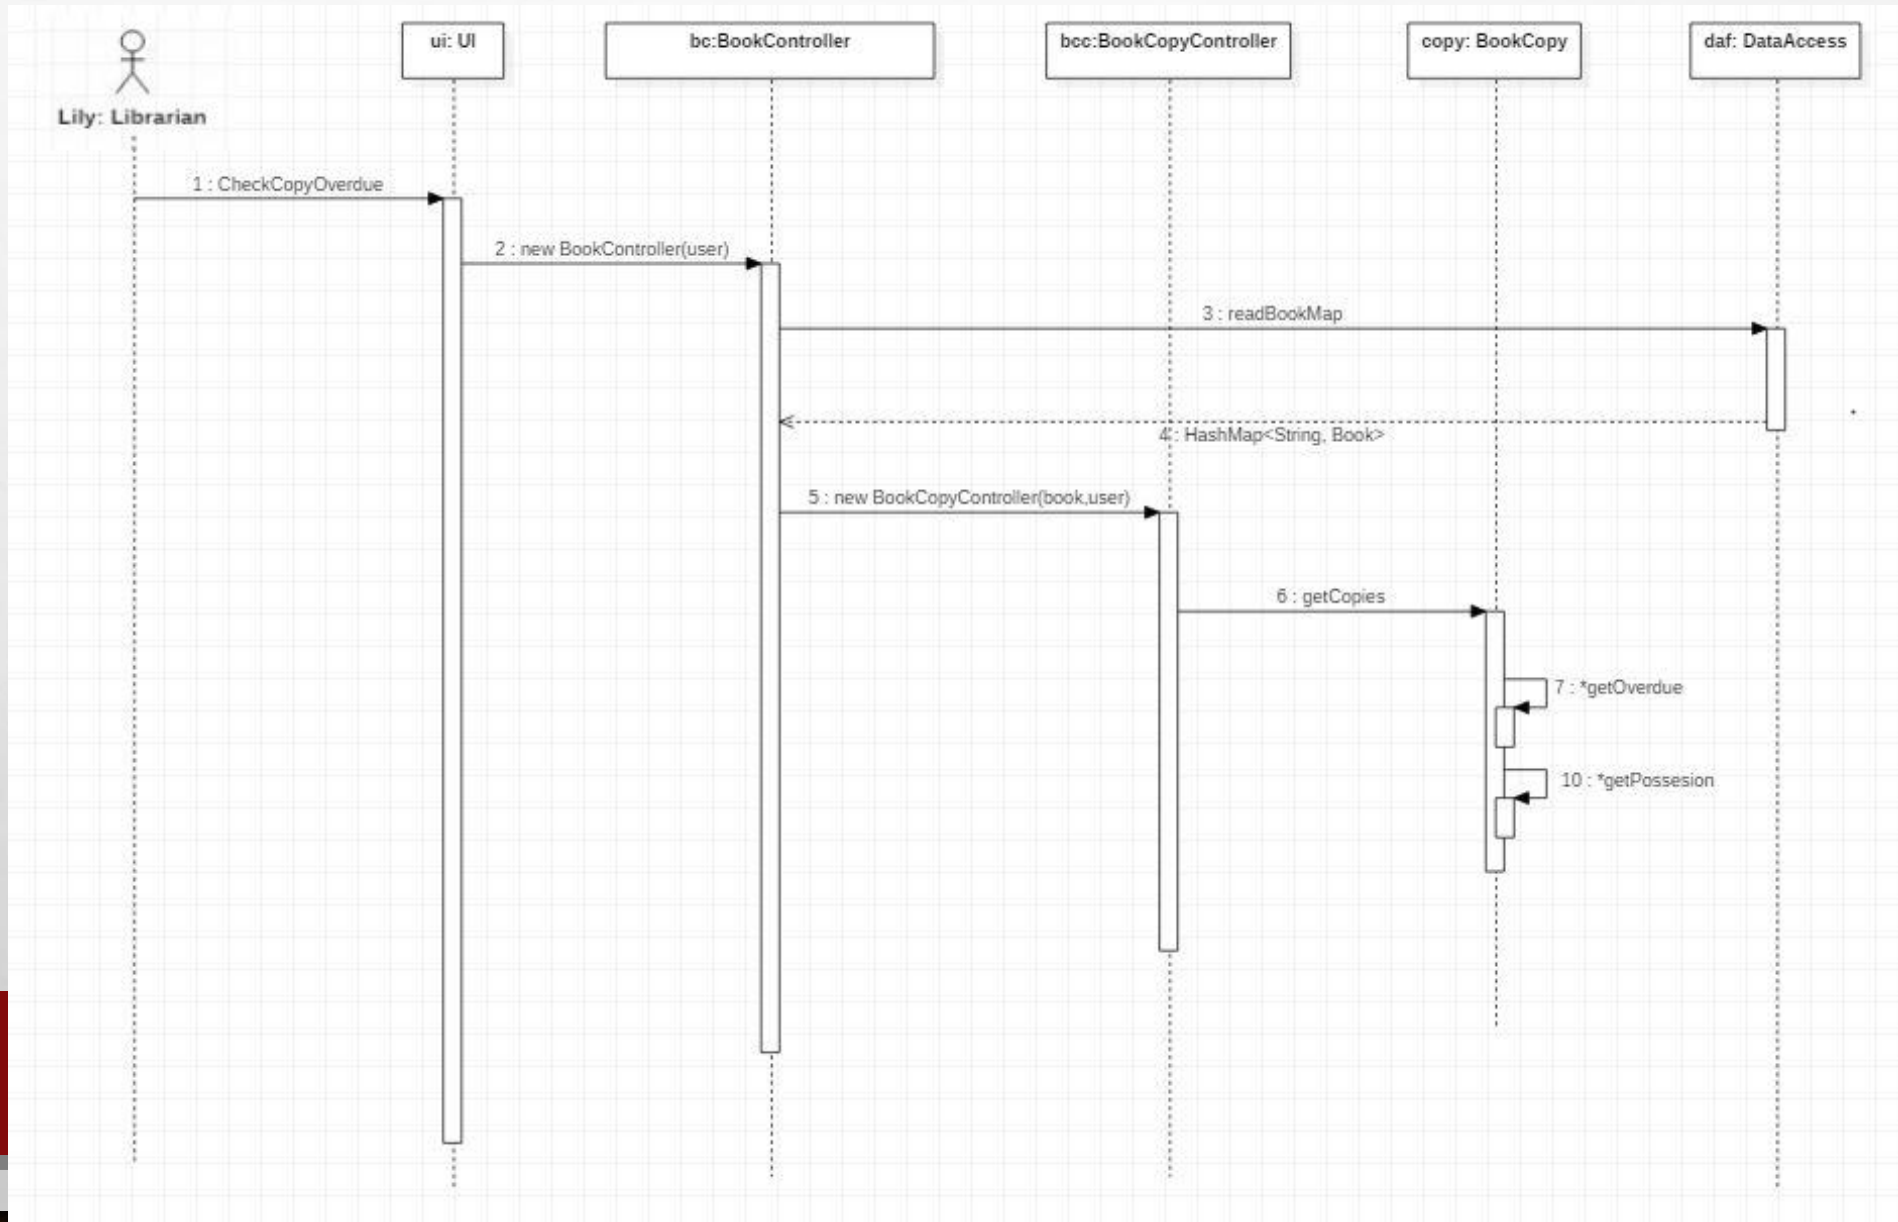 ui: UI
bc:BookController
bcc:BookCopyController
copy: BookCopy
daf: DataAccess
Lily: Librarian
1 : CheckCopyOverdue
2 : new BookController(user)
3 : readBookMap
4 : HashMap<String, Book>
5 : new BookCopyController(book,user)
6 : getCopies
7 : *getOverdue
10 : *getPossesion